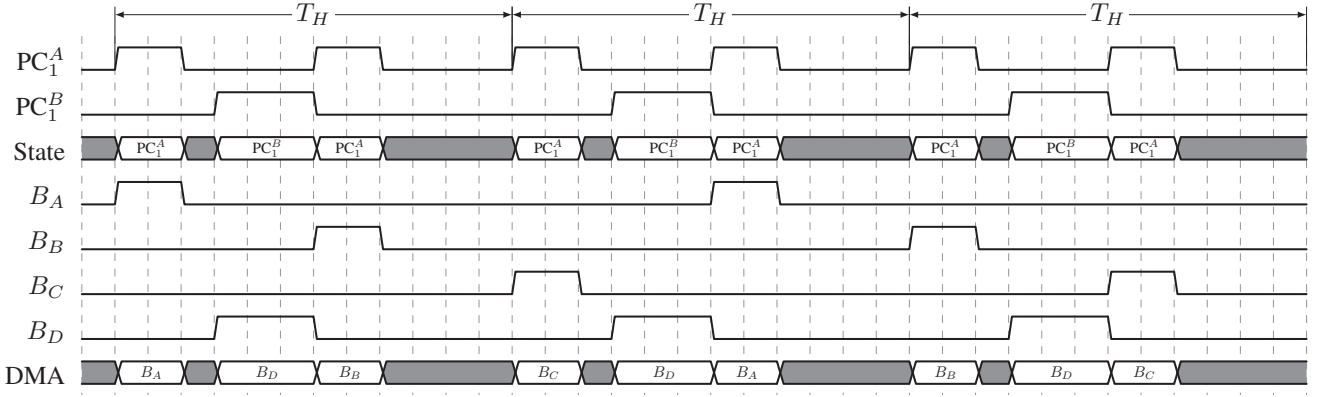 T_H T_H T_H
PC_1^A
PC_1^B
State PC_1^A PC_1^B PC_1^A PC_1^A PC_1^B PC_1^A PC_1^A PC_1^B PC_1^A
B_A
B_B
B_C
B_D
DMA B_A B_D B_B B_C B_D B_A B_B B_D B_C